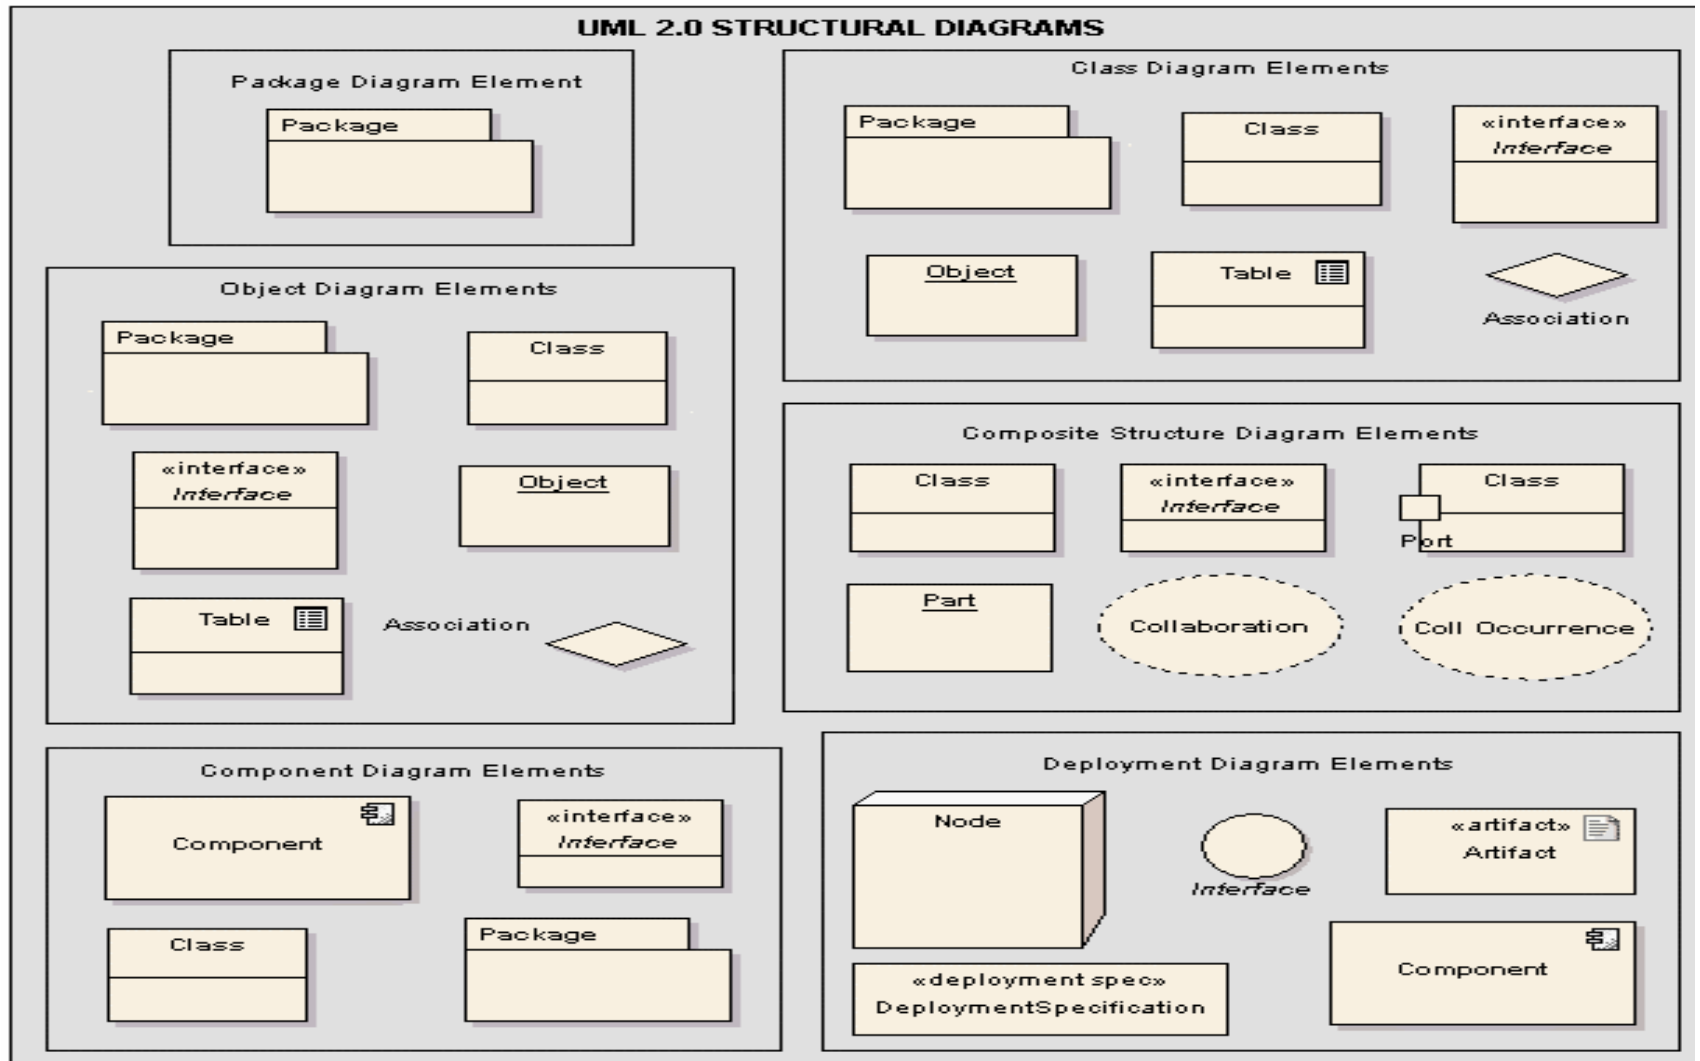 UML 2.0 STRUCTURAL DIAGRAMS
Package Diagram Element
Package
Class Diagram Elements
Package
Class
«interface»
Interface
Object
Table
Association
Object Diagram Elements
Package
Class
«interface»
Interface
Object
Table
Association
Composite Structure Diagram Elements
Class
«interface»
Interface
Class
Port
Part
Collaboration
Coll Occurrence
Component Diagram Elements
Component
«interface»
Interface
Class
Package
Deployment Diagram Elements
Node
Interface
«artifact»
Artifact
«deployment spec»
DeploymentSpecification
Component